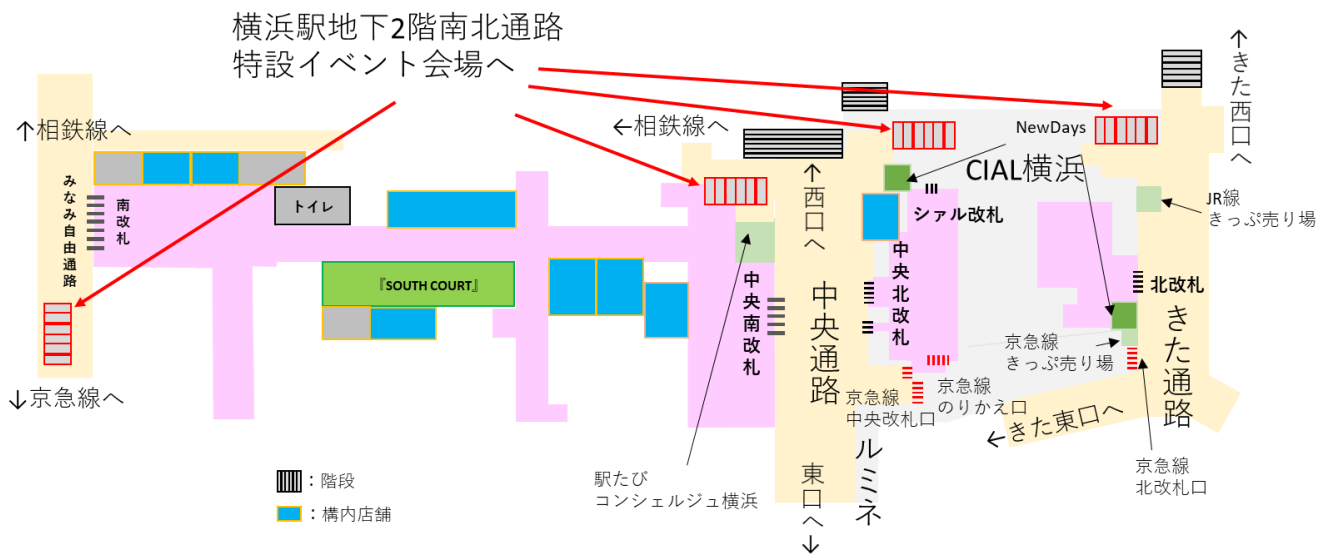 横浜駅地下2階南北通路
特設イベント会場へ
↑相鉄線へ
みなみ自由通路
南改札
↓京急線へ
トイレ
『SOUTH COURT』
←相鉄線へ
↑西口へ
中央南改札
中央通路
東口へ↓
駅たび
コンシェルジュ横浜
NewDays
CIAL横浜
シァル改札
中央北改札
京急線
中央改札口
京急線
のりかえ口
ルミネ
↑きた西口へ
JR線
きっぷ売り場
北改札
きた通路
京急線
きっぷ売り場
←きた東口へ
京急線
北改札口
：階段
：構内店舗